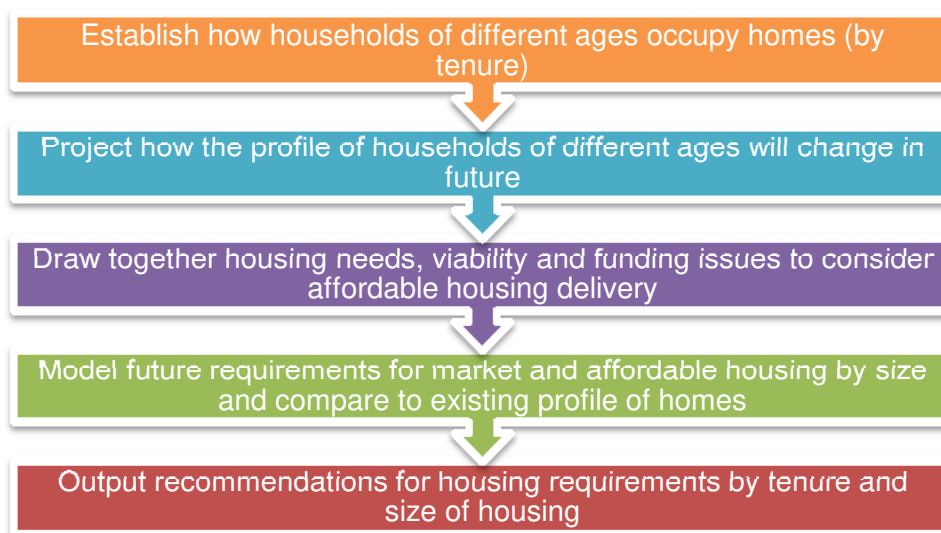 Establish how households of different ages occupy homes (by
tenure)
Project how the profile of households of different ages will change in
future
Draw together housing needs, viability and funding issues to consider
affordable housing delivery
Model future requirements for market and affordable housing by size
and compare to existing profile of homes
Output recommendations for housing requirements by tenure and
size of housing